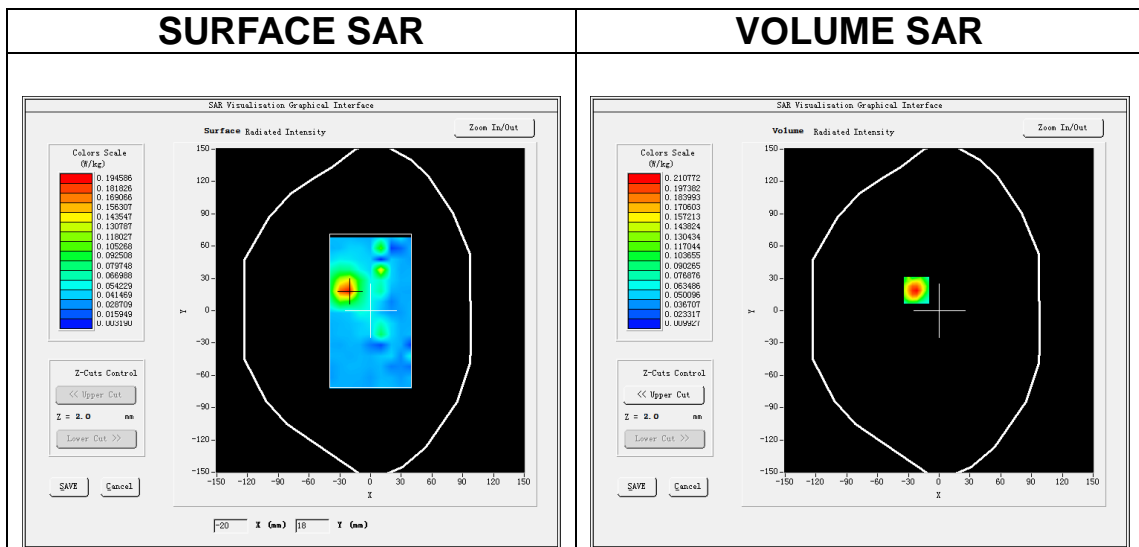 SURFACE SAR
VOLUME SAR
SAR Visualisation Graphical Interface
Surface Radiated Intensity
Zoom In/Out
Colors Scale
(W/kg)
0.194586
0.181826
0.169066
0.156307
0.143547
0.130787
0.118027
0.105268
0.092508
0.079748
0.066988
0.054229
0.041469
0.028709
0.015949
0.003190
150
120
90
60
30
0
-30
-60
-90
-120
-150
Y
-150 -120 -90 -60 -30 0 30 60 90 120 150
X
Z-Cuts Control
<< Upper Cut
Z = 2.0 mm
Lower Cut >>
SAVE Cancel
-20 X (mm) 18 Y (mm)
SAR Visualisation Graphical Interface
Volume Radiated Intensity
Zoom In/Out
Colors Scale
(W/kg)
0.210772
0.197382
0.183993
0.170603
0.157213
0.143824
0.130434
0.117044
0.103655
0.090265
0.076876
0.063486
0.050096
0.036707
0.023317
0.009927
150
120
90
60
30
0
-30
-60
-90
-120
-150
Y
-150 -120 -90 -60 -30 0 30 60 90 120 150
X
Z-Cuts Control
<< Upper Cut
Z = 2.0 mm
Lower Cut >>
SAVE Cancel